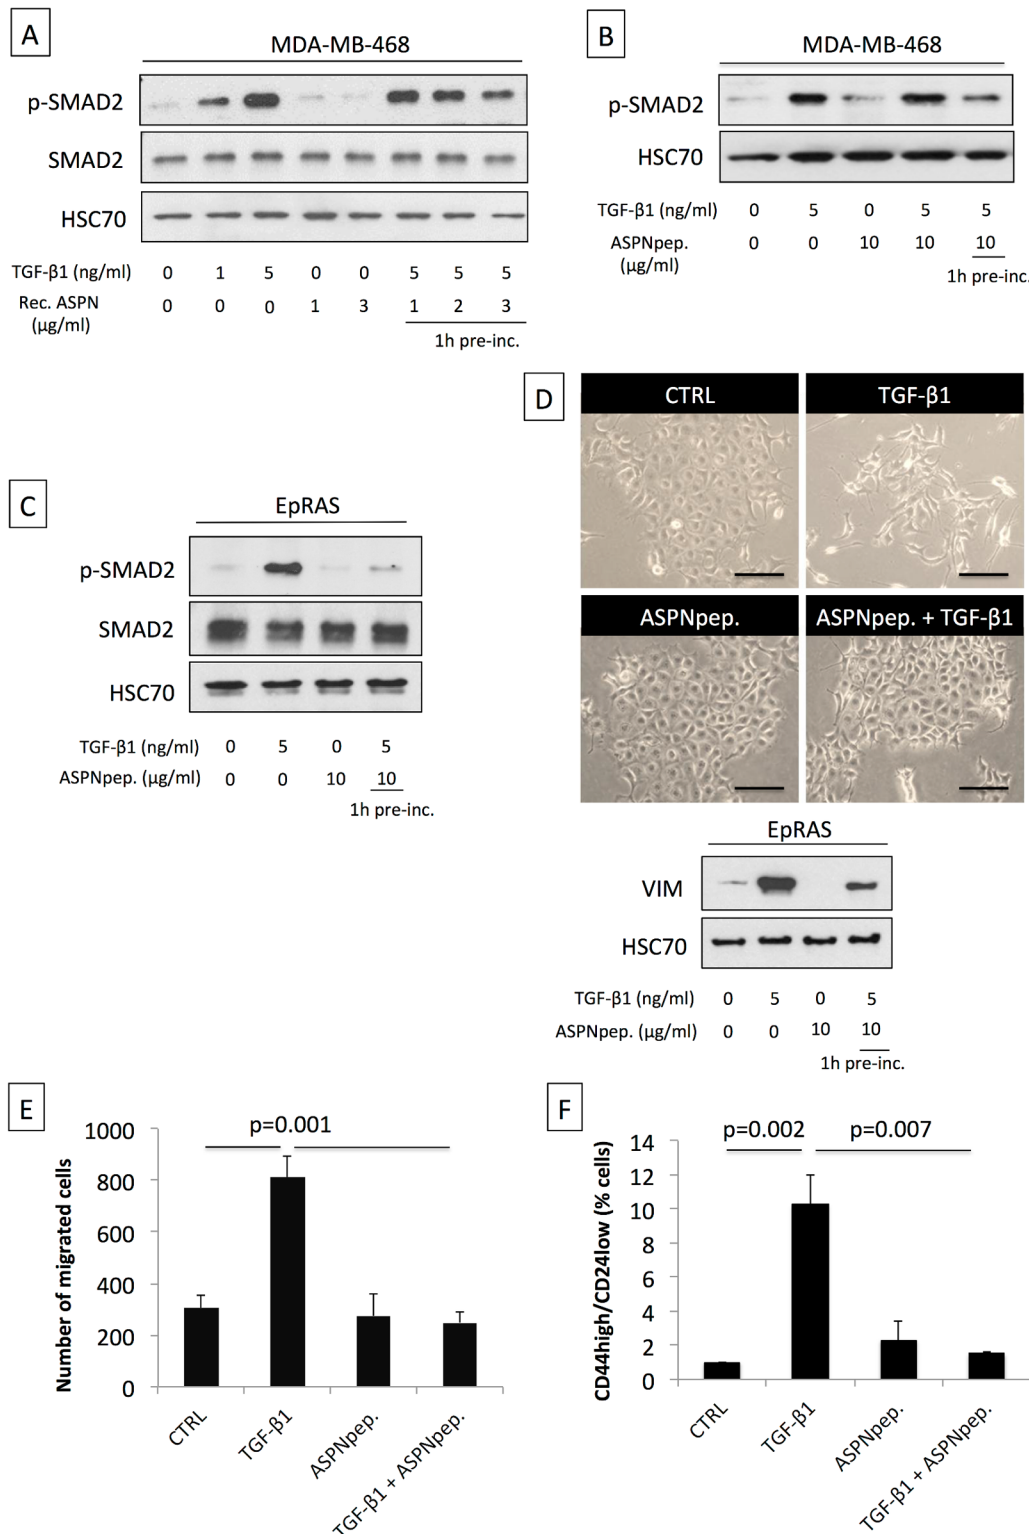 A
MDA-MB-468
p-SMAD2
SMAD2
HSC70
TGF-β1 (ng/ml) 0 1 5 0 0 5 5 5
Rec. ASPN 0 0 0 1 3 1 2 3
(µg/ml)
1h pre-inc.
B
MDA-MB-468
p-SMAD2
HSC70
TGF-β1 (ng/ml) 0 5 0 5 5
ASPNpep. 0 0 10 10 10
(µg/ml)
1h pre-inc.
C
EpRAS
p-SMAD2
SMAD2
HSC70
TGF-β1 (ng/ml) 0 5 0 5
ASPNpep. (µg/ml) 0 0 10 10
1h pre-inc.
D
CTRL TGF-β1
ASPNpep. ASPNpep. + TGF-β1
EpRAS
VIM
HSC70
TGF-β1 (ng/ml) 0 5 0 5
ASPNpep. (µg/ml) 0 0 10 10
1h pre-inc.
E
Number of migrated cells
1000
800
600
400
200
0
p=0.001
CTRL
TGF-β1
ASPNpep.
TGF-β1 + ASPNpep.
F
CD44high/CD24low (% cells)
14
12
10
8
6
4
2
0
p=0.002 p=0.007
CTRL
TGF-β1
ASPNpep.
TGF-β1 + ASPNpep.